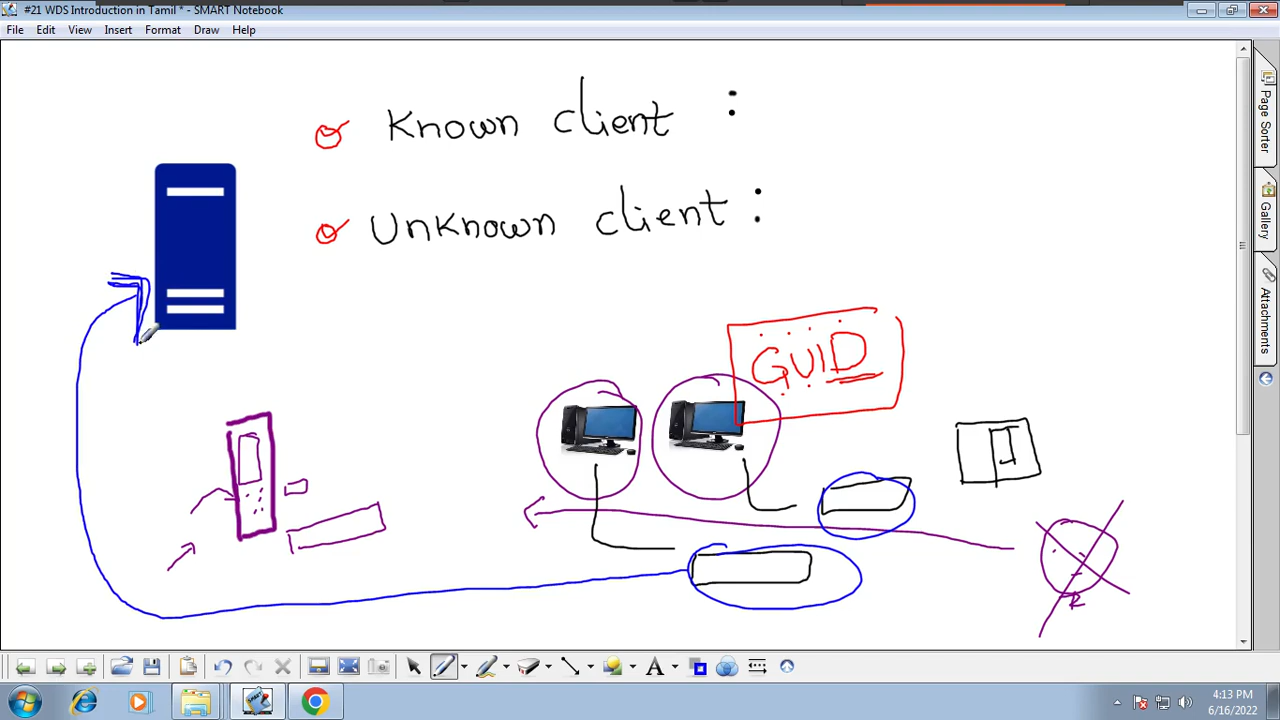 #21 WDS Introduction in Tamil * - SMART Notebook
File Edit View Insert Format Draw Help
Known client :
Unknown client :
GUID
Page Sorter
Gallery
Attachments
Properties
A
4:13 PM
6/16/2022